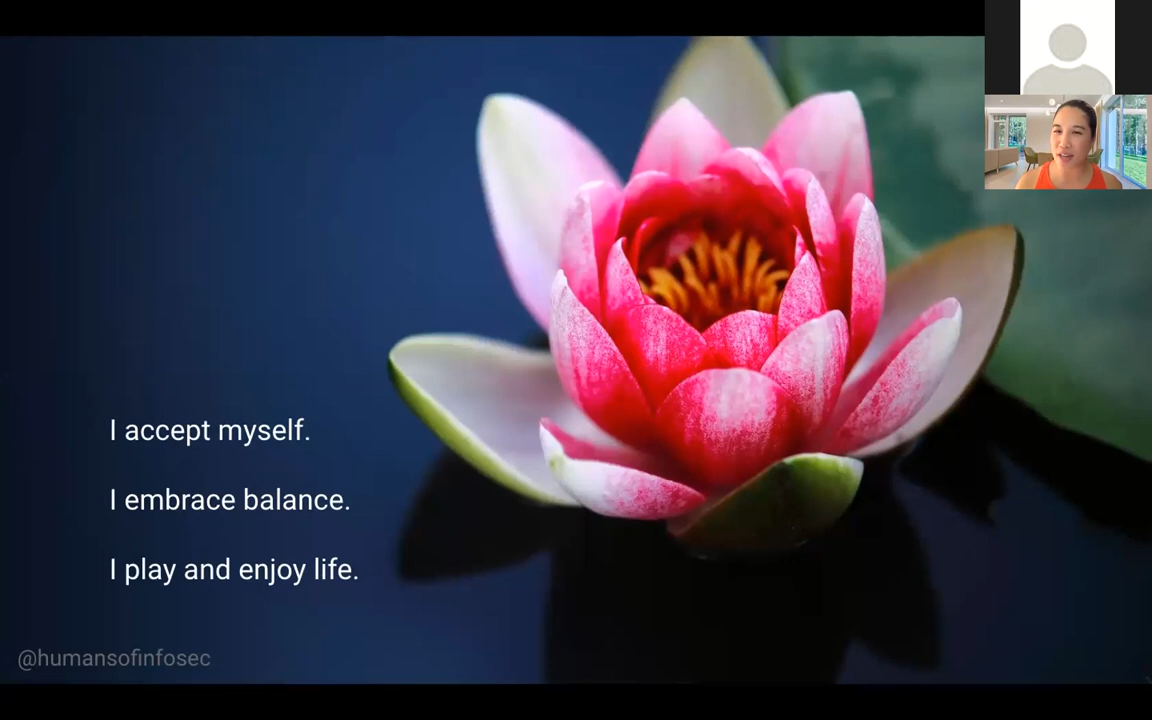 I accept myself.
I embrace balance.
I play and enjoy life.
@humansofinfosec